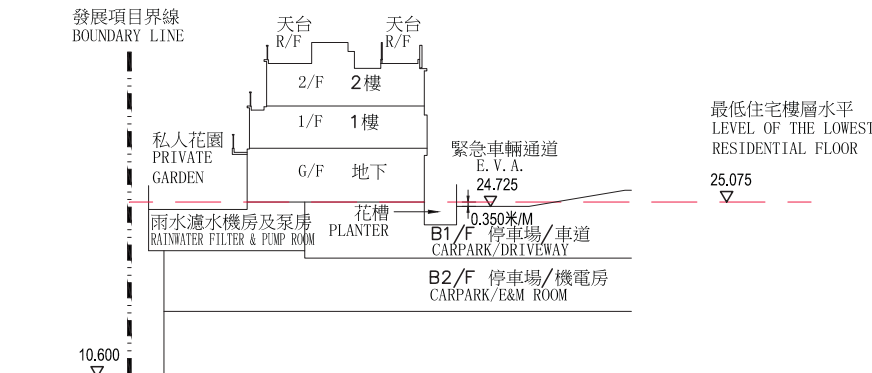 發展項目界線
BOUNDARY LINE
天台
R/F
天台
R/F
2/F 2樓
1/F 1樓
G/F 地下
私人花園
PRIVATE
GARDEN
緊急車輛通道
E.V.A.
24.725
0.350米/M
最低住宅樓層水平
LEVEL OF THE LOWEST
RESIDENTIAL FLOOR
25.075
花槽
PLANTER
雨水濾水機房及泵房
RAINWATER FILTER & PUMP ROOM
B1/F 停車場/車道
CARPARK/DRIVEWAY
B2/F 停車場/機電房
CARPARK/E&M ROOM
10.600